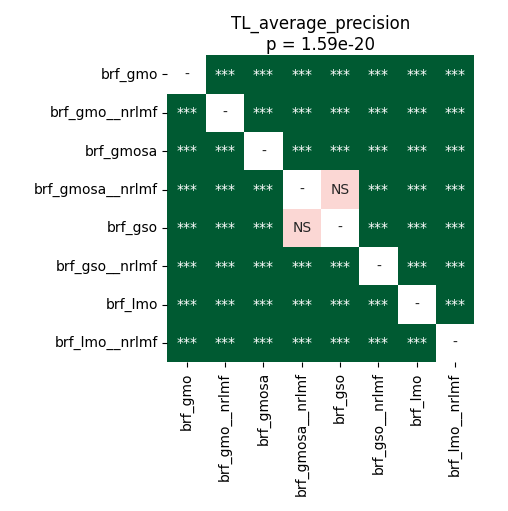 TL_average_precision
p = 1.59e-20
brf_gmo - *** *** *** *** *** *** ***
brf_gmo__nrlmf *** - *** *** *** *** *** ***
brf_gmosa *** *** - *** *** *** *** ***
brf_gmosa__nrlmf *** *** *** - NS *** *** ***
brf_gso *** *** *** NS - *** *** ***
brf_gso__nrlmf *** *** *** *** *** - *** ***
brf_lmo *** *** *** *** *** *** - ***
brf_lmo__nrlmf *** *** *** *** *** *** *** -
brf_gmo
brf_gmo__nrlmf
brf_gmosa
brf_gmosa__nrlmf
brf_gso
brf_gso__nrlmf
brf_lmo
brf_lmo__nrlmf